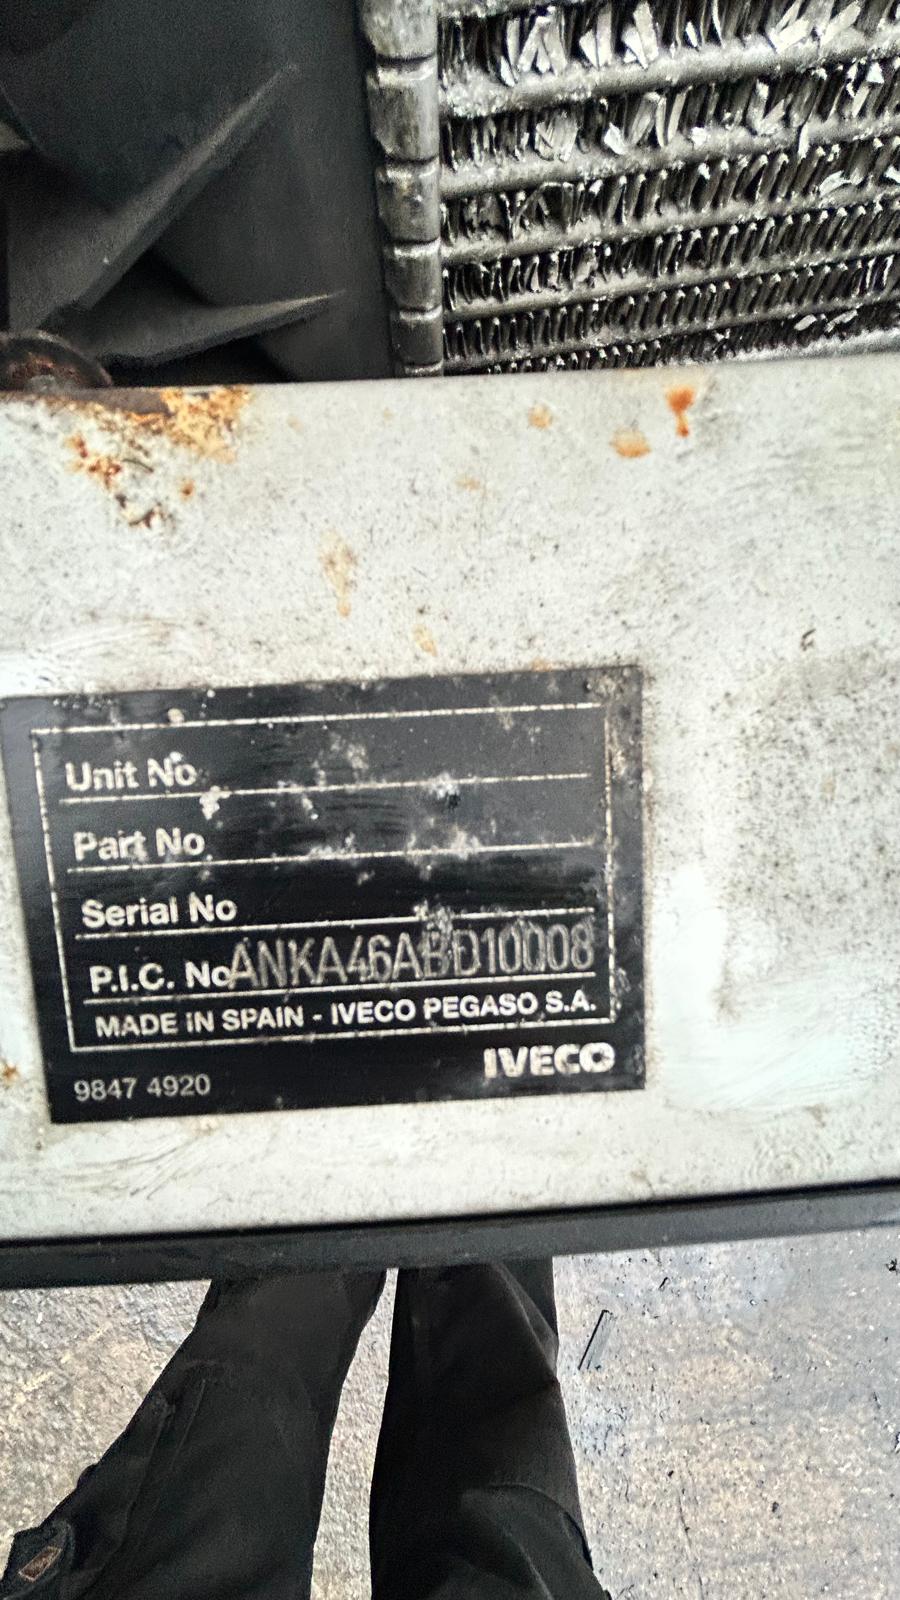 Unit No
Part No
Serial No
P.I.C. No ANKA46ABD10008
MADE IN SPAIN - IVECO PEGASO S.A.
IVECO
9847 4920